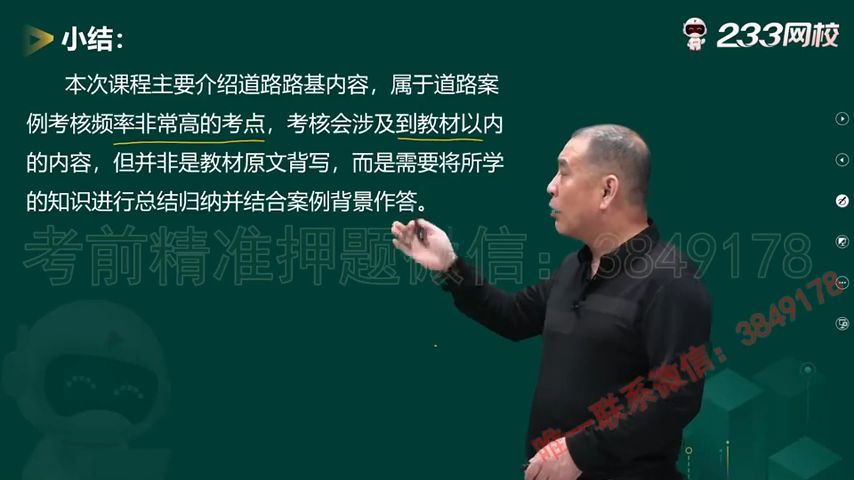 小结：
233网校
本次课程主要介绍道路路基内容，属于道路案
例考核频率非常高的考点，考核会涉及到教材以内
的内容，但并非是教材原文背写，而是需要将所学
的知识进行总结归纳并结合案例背景作答。
考前精准押题微信：3849178
唯一联系微信：3849178